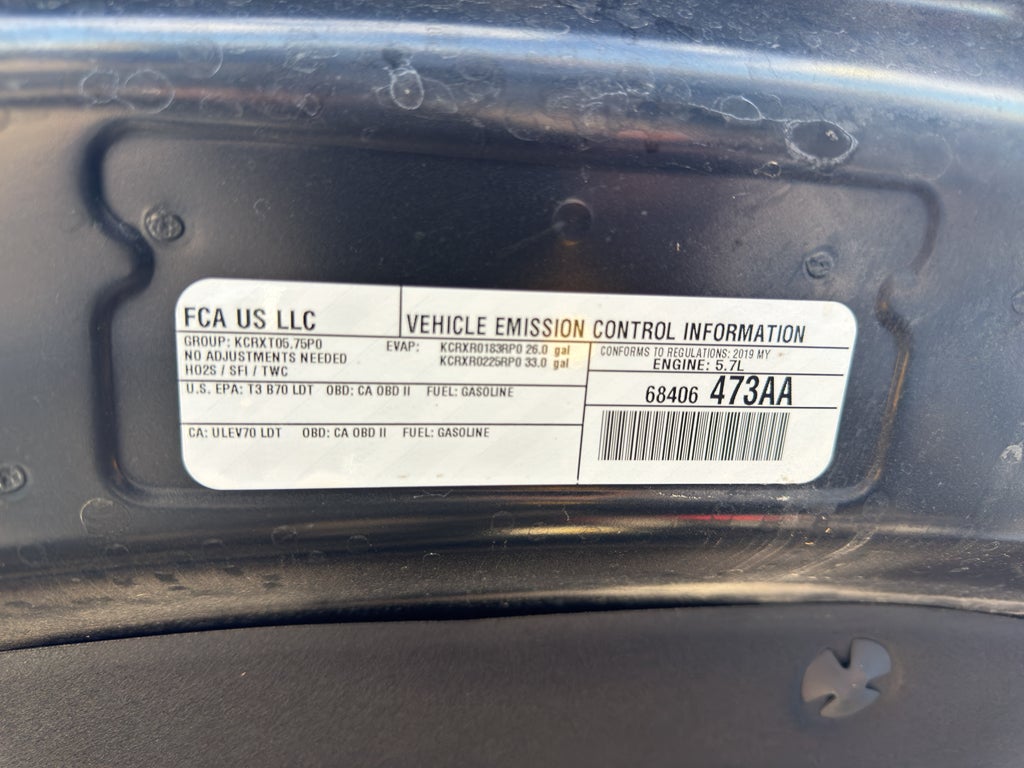 FCA US LLC
VEHICLE EMISSION CONTROL INFORMATION
GROUP: KCRXT05.75P0
NO ADJUSTMENTS NEEDED
HO2S / SFI / TWC
EVAP: KCRXR0183RP0 26.0 gal
KCRXR0225RP0 33.0 gal
CONFORMS TO REGULATIONS: 2019 MY
ENGINE: 5.7L
U.S. EPA: T3 B70 LDT OBD: CA OBD II FUEL: GASOLINE
68406 473AA
CA: ULEV70 LDT OBD: CA OBD II FUEL: GASOLINE